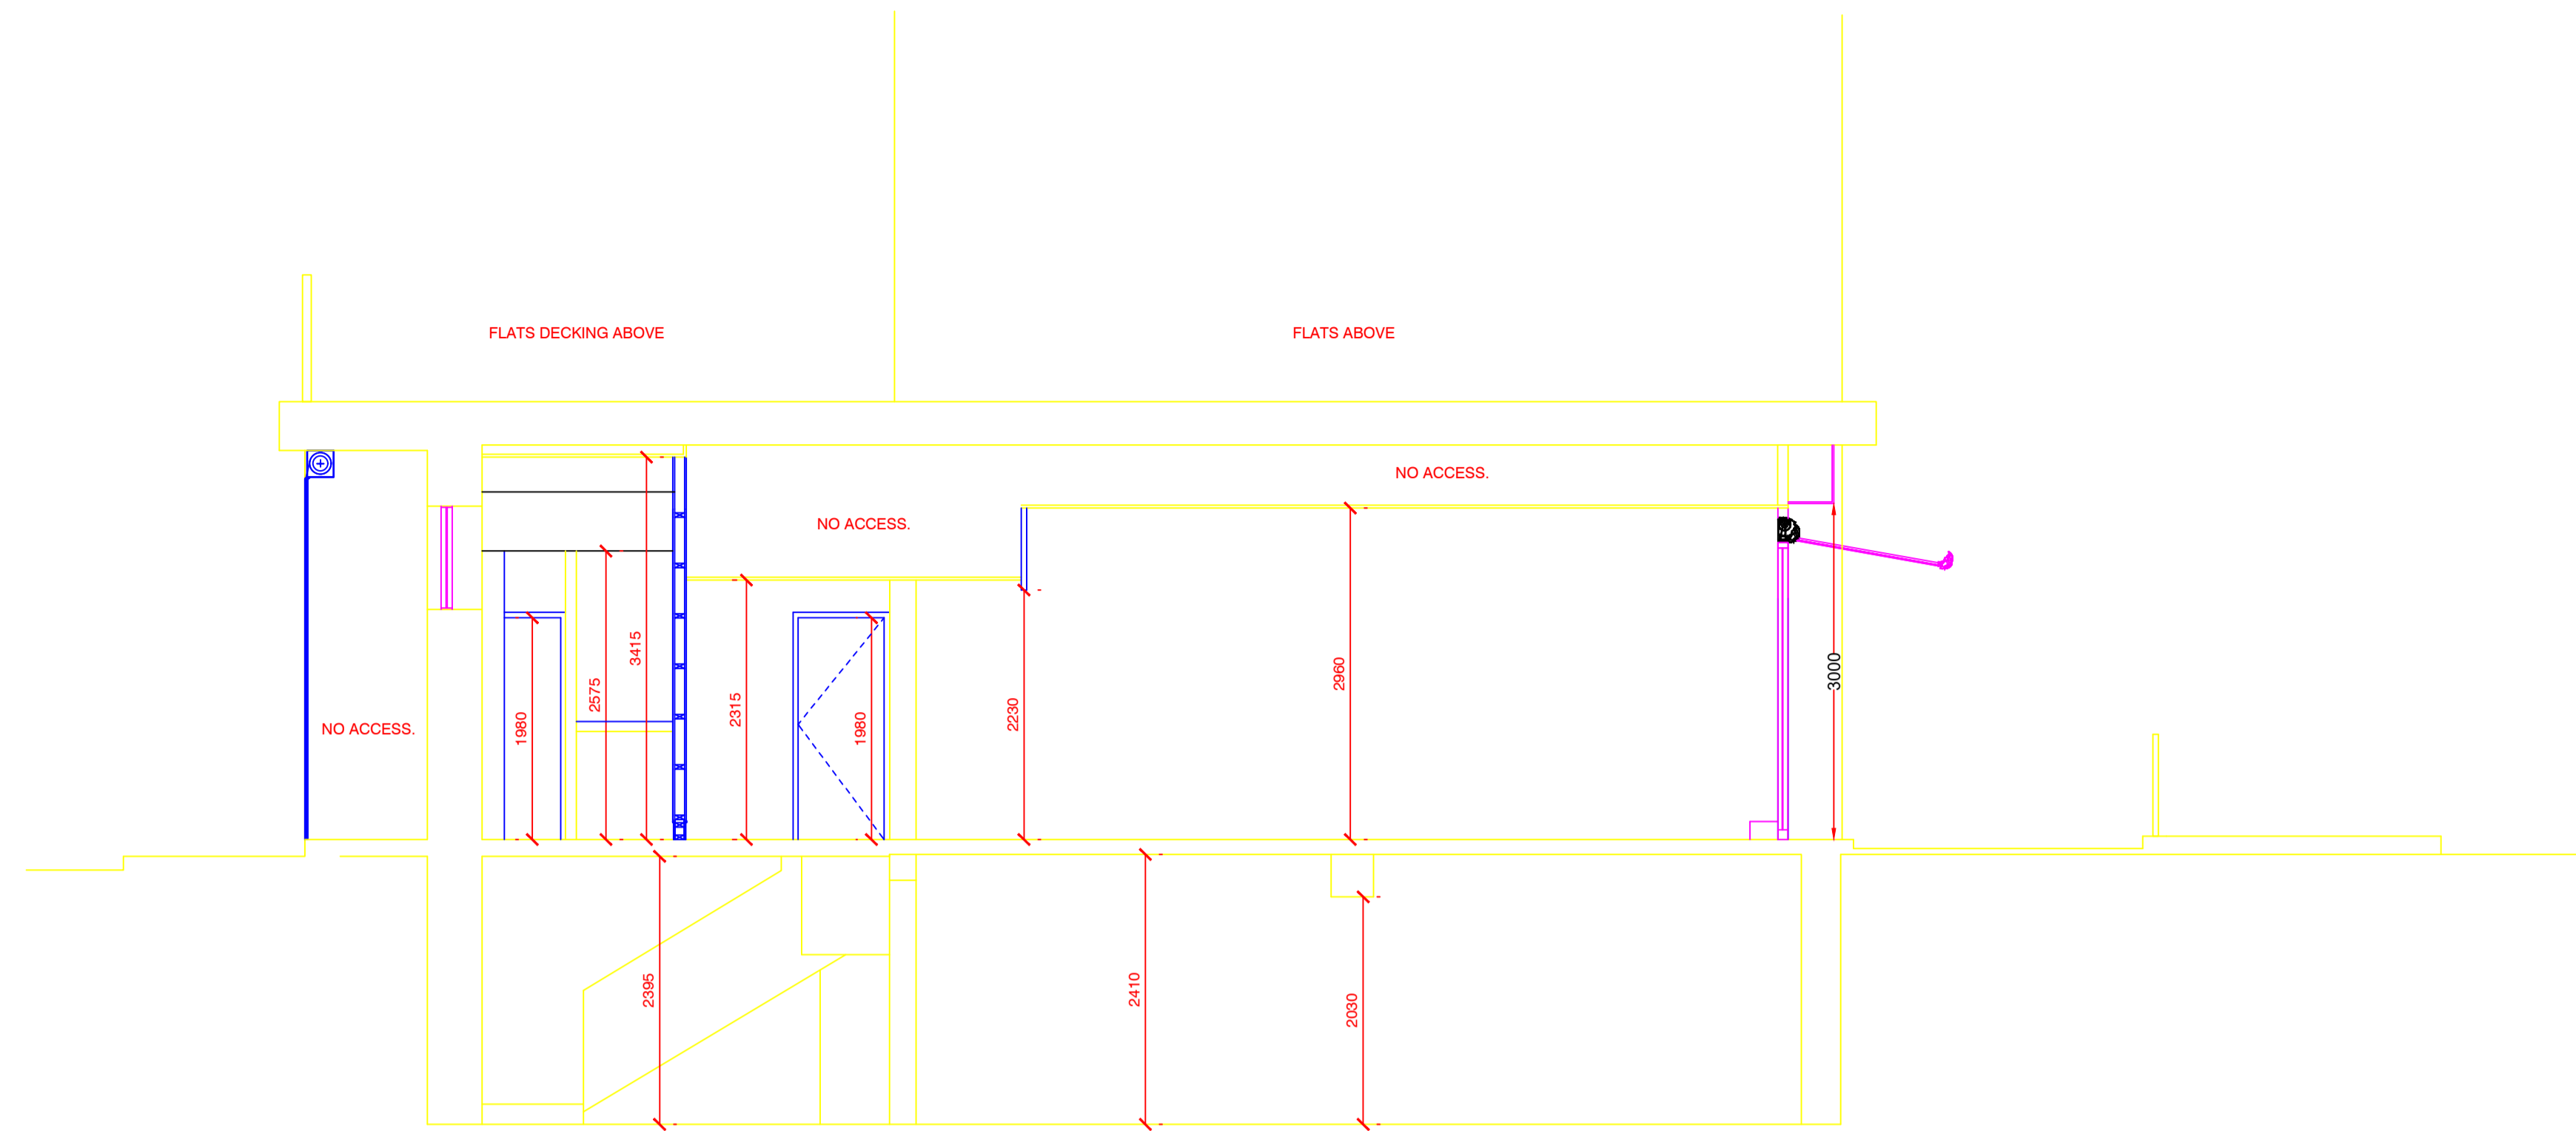 FLATS DECKING ABOVE
FLATS ABOVE
NO ACCESS.
NO ACCESS.
NO ACCESS.
1980
2575
3415
2315
1980
2230
2960
3000
2395
2410
2030